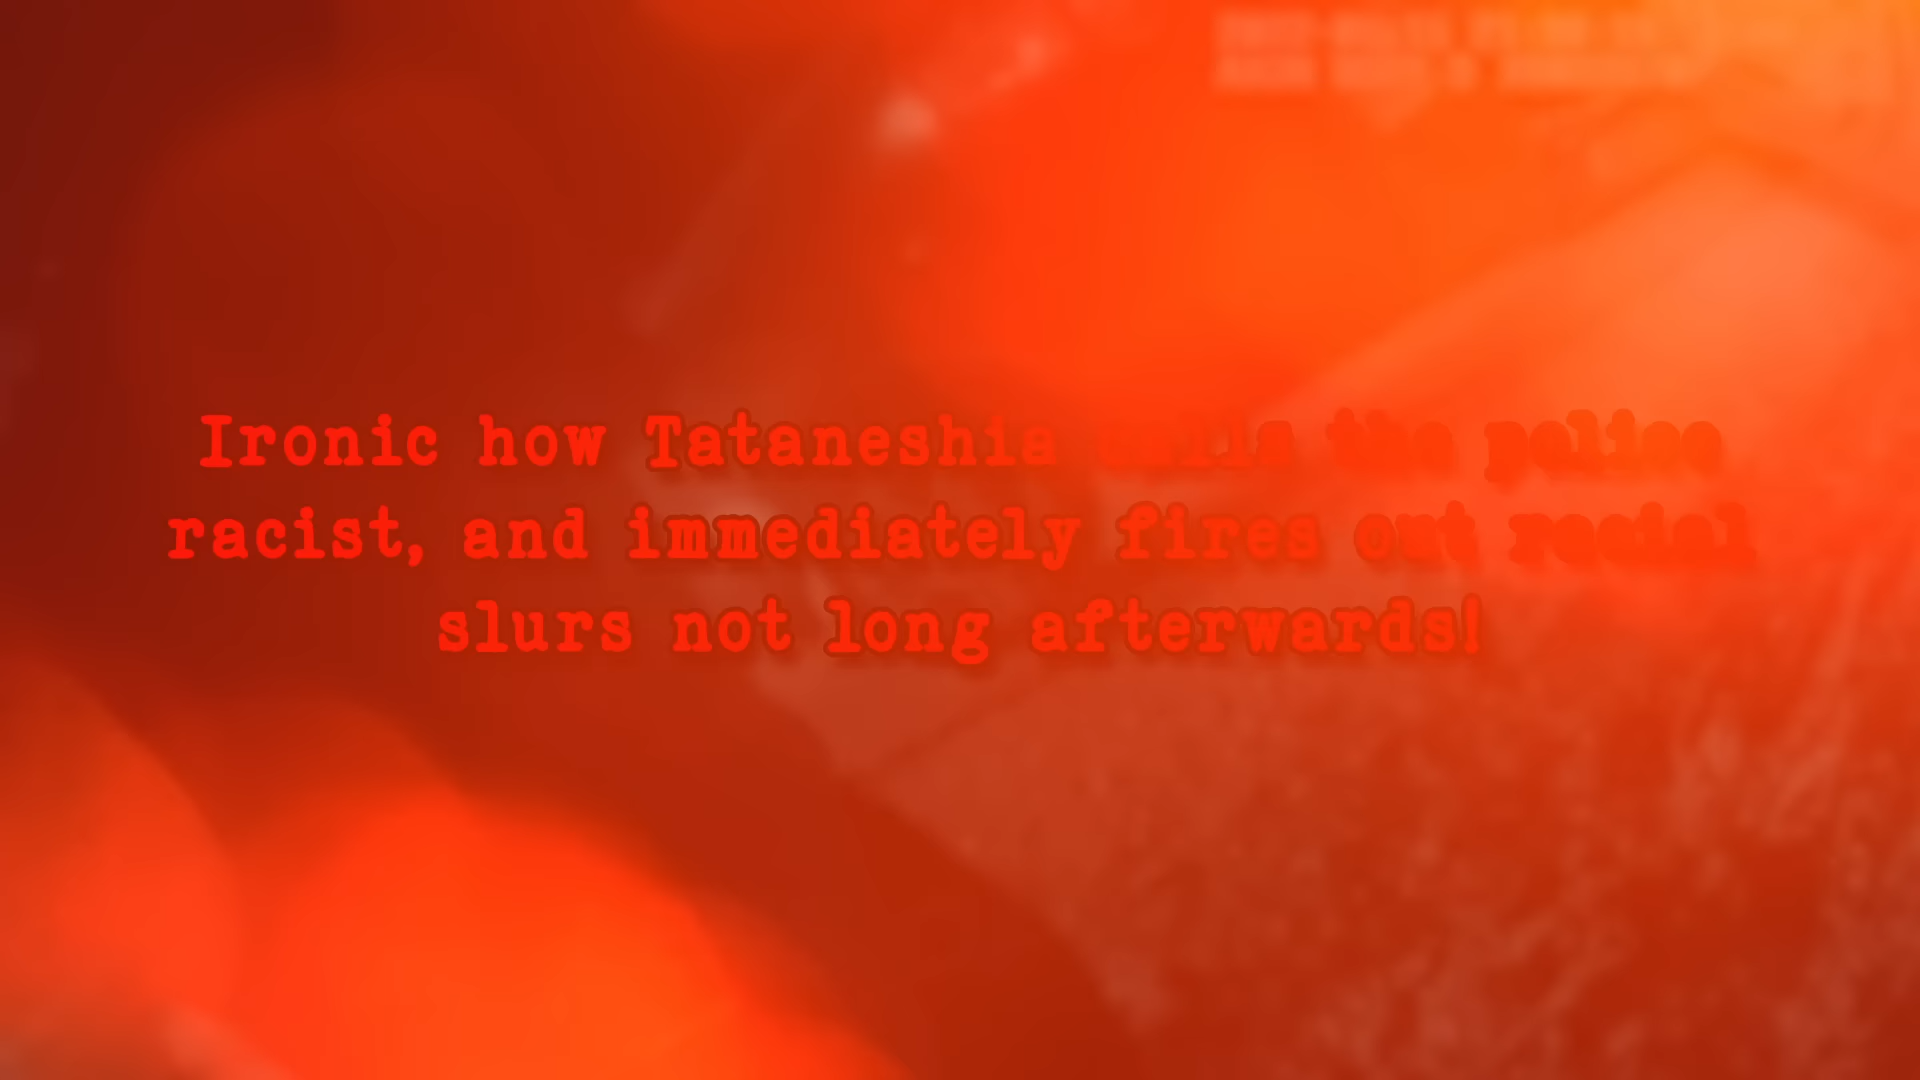 Ironic how Tataneshia calls the police
racist, and immediately fires out racial
slurs not long afterwards!